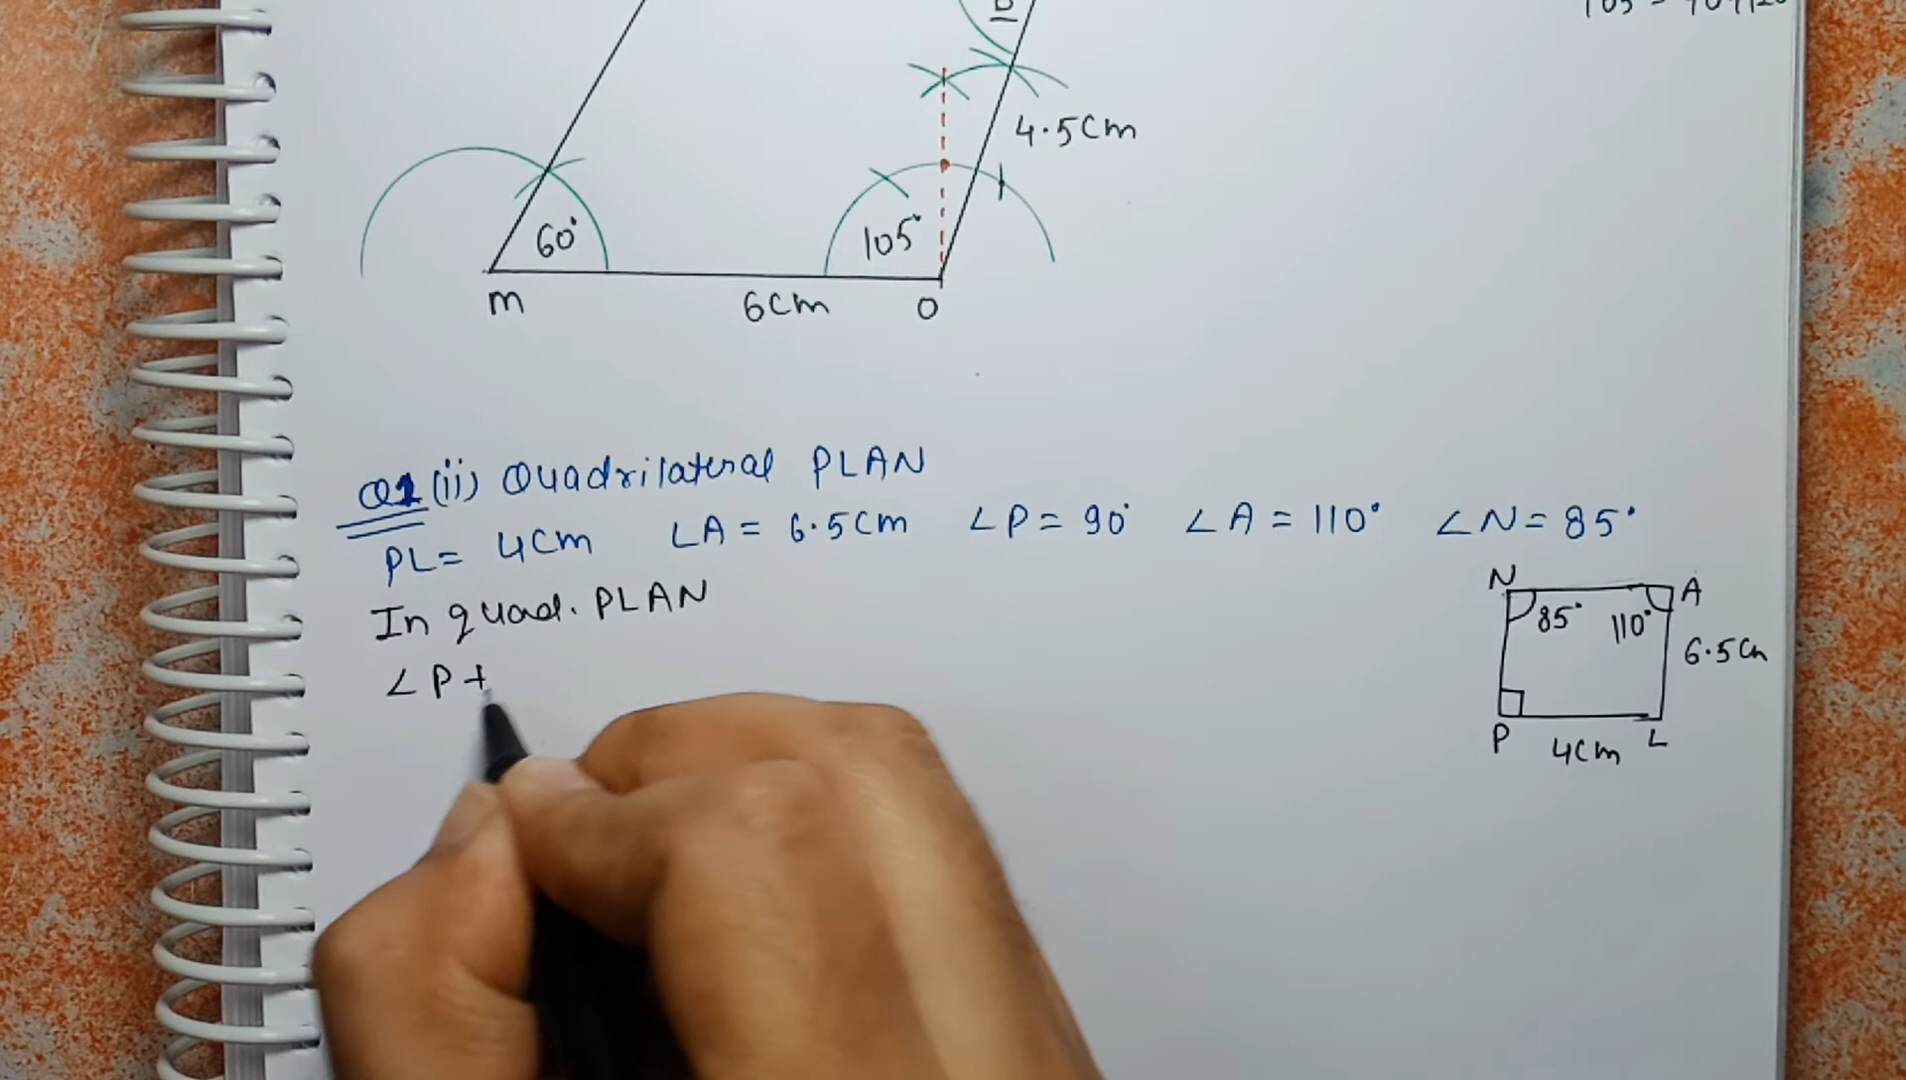 4.5cm
60° 105°
m 6cm O
Q1(ii) Quadrilateral PLAN
PL= 4cm LA= 6.5cm ∠P= 90° ∠A= 110° ∠N= 85°
In quad. PLAN
∠P+
N A
85° 110°
6.5cm
P 4cm L